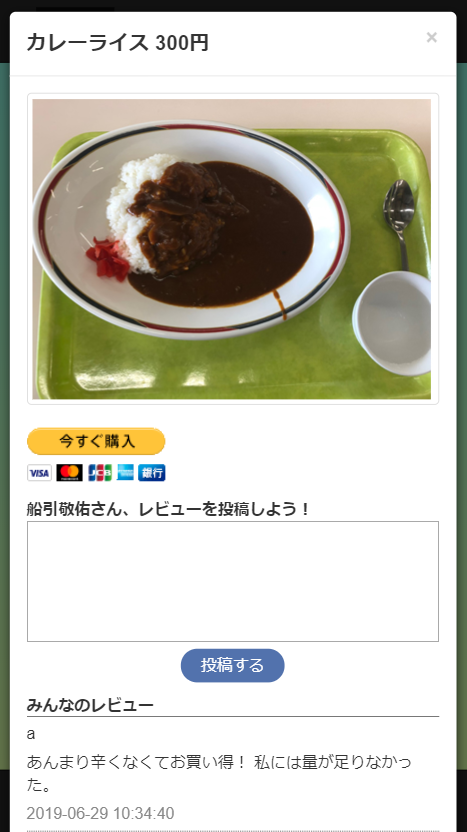 カレーライス 300円
×
今すぐ購入
VISA MasterCard JCB 銀行
船引敬佑さん、レビューを投稿しよう！
投稿する
みんなのレビュー
a
あんまり辛くなくてお買い得！ 私には量が足りなかっ
た。
2019-06-29 10:34:40